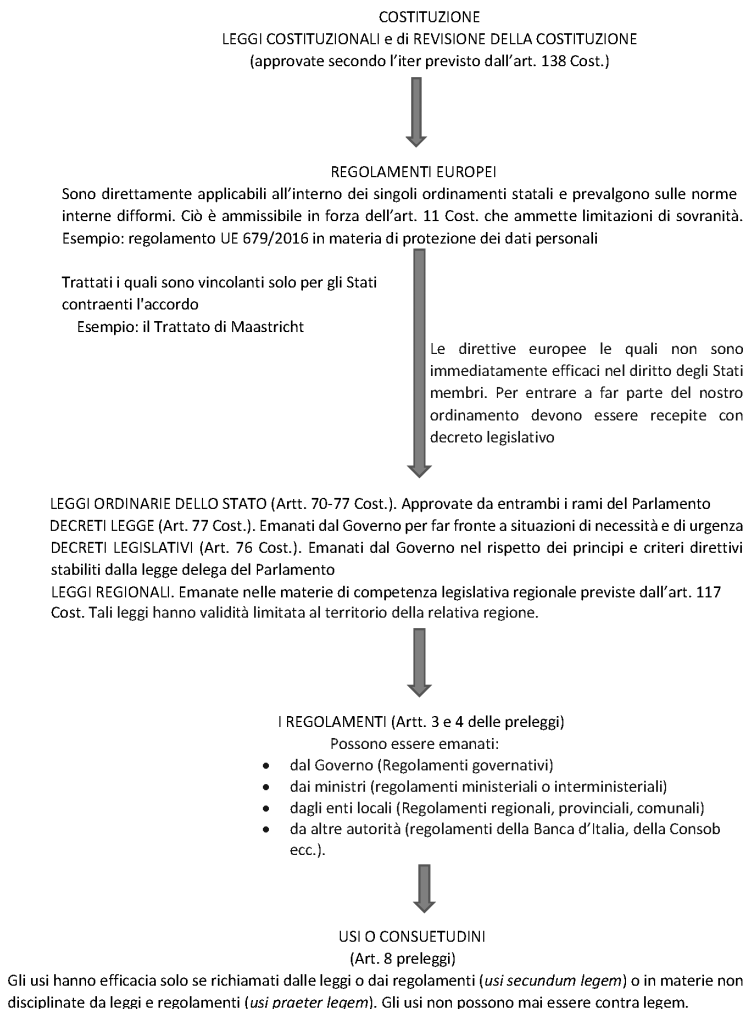 COSTITUZIONE
LEGGI COSTITUZIONALI e di REVISIONE DELLA COSTITUZIONE
(approvate secondo l’iter previsto dall’art. 138 Cost.)
REGOLAMENTI EUROPEI
Sono direttamente applicabili all’interno dei singoli ordinamenti statali e prevalgono sulle norme
interne difformi. Ciò è ammissibile in forza dell’art. 11 Cost. che ammette limitazioni di sovranità.
Esempio: regolamento UE 679/2016 in materia di protezione dei dati personali
Trattati i quali sono vincolanti solo per gli Stati
contraenti l'accordo
Esempio: il Trattato di Maastricht
Le direttive europee le quali non sono
immediatamente efficaci nel diritto degli Stati
membri. Per entrare a far parte del nostro
ordinamento devono essere recepite con
decreto legislativo
LEGGI ORDINARIE DELLO STATO (Artt. 70-77 Cost.). Approvate da entrambi i rami del Parlamento
DECRETI LEGGE (Art. 77 Cost.). Emanati dal Governo per far fronte a situazioni di necessità e di urgenza
DECRETI LEGISLATIVI (Art. 76 Cost.). Emanati dal Governo nel rispetto dei principi e criteri direttivi
stabiliti dalla legge delega del Parlamento
LEGGI REGIONALI. Emanate nelle materie di competenza legislativa regionale previste dall’art. 117
Cost. Tali leggi hanno validità limitata al territorio della relativa regione.
I REGOLAMENTI (Artt. 3 e 4 delle preleggi)
Possono essere emanati:
• dal Governo (Regolamenti governativi)
• dai ministri (regolamenti ministeriali o interministeriali)
• dagli enti locali (Regolamenti regionali, provinciali, comunali)
• da altre autorità (regolamenti della Banca d’Italia, della Consob
ecc.).
USI O CONSUETUDINI
(Art. 8 preleggi)
Gli usi hanno efficacia solo se richiamati dalle leggi o dai regolamenti (usi secundum legem) o in materie non
disciplinate da leggi e regolamenti (usi praeter legem). Gli usi non possono mai essere contra legem.